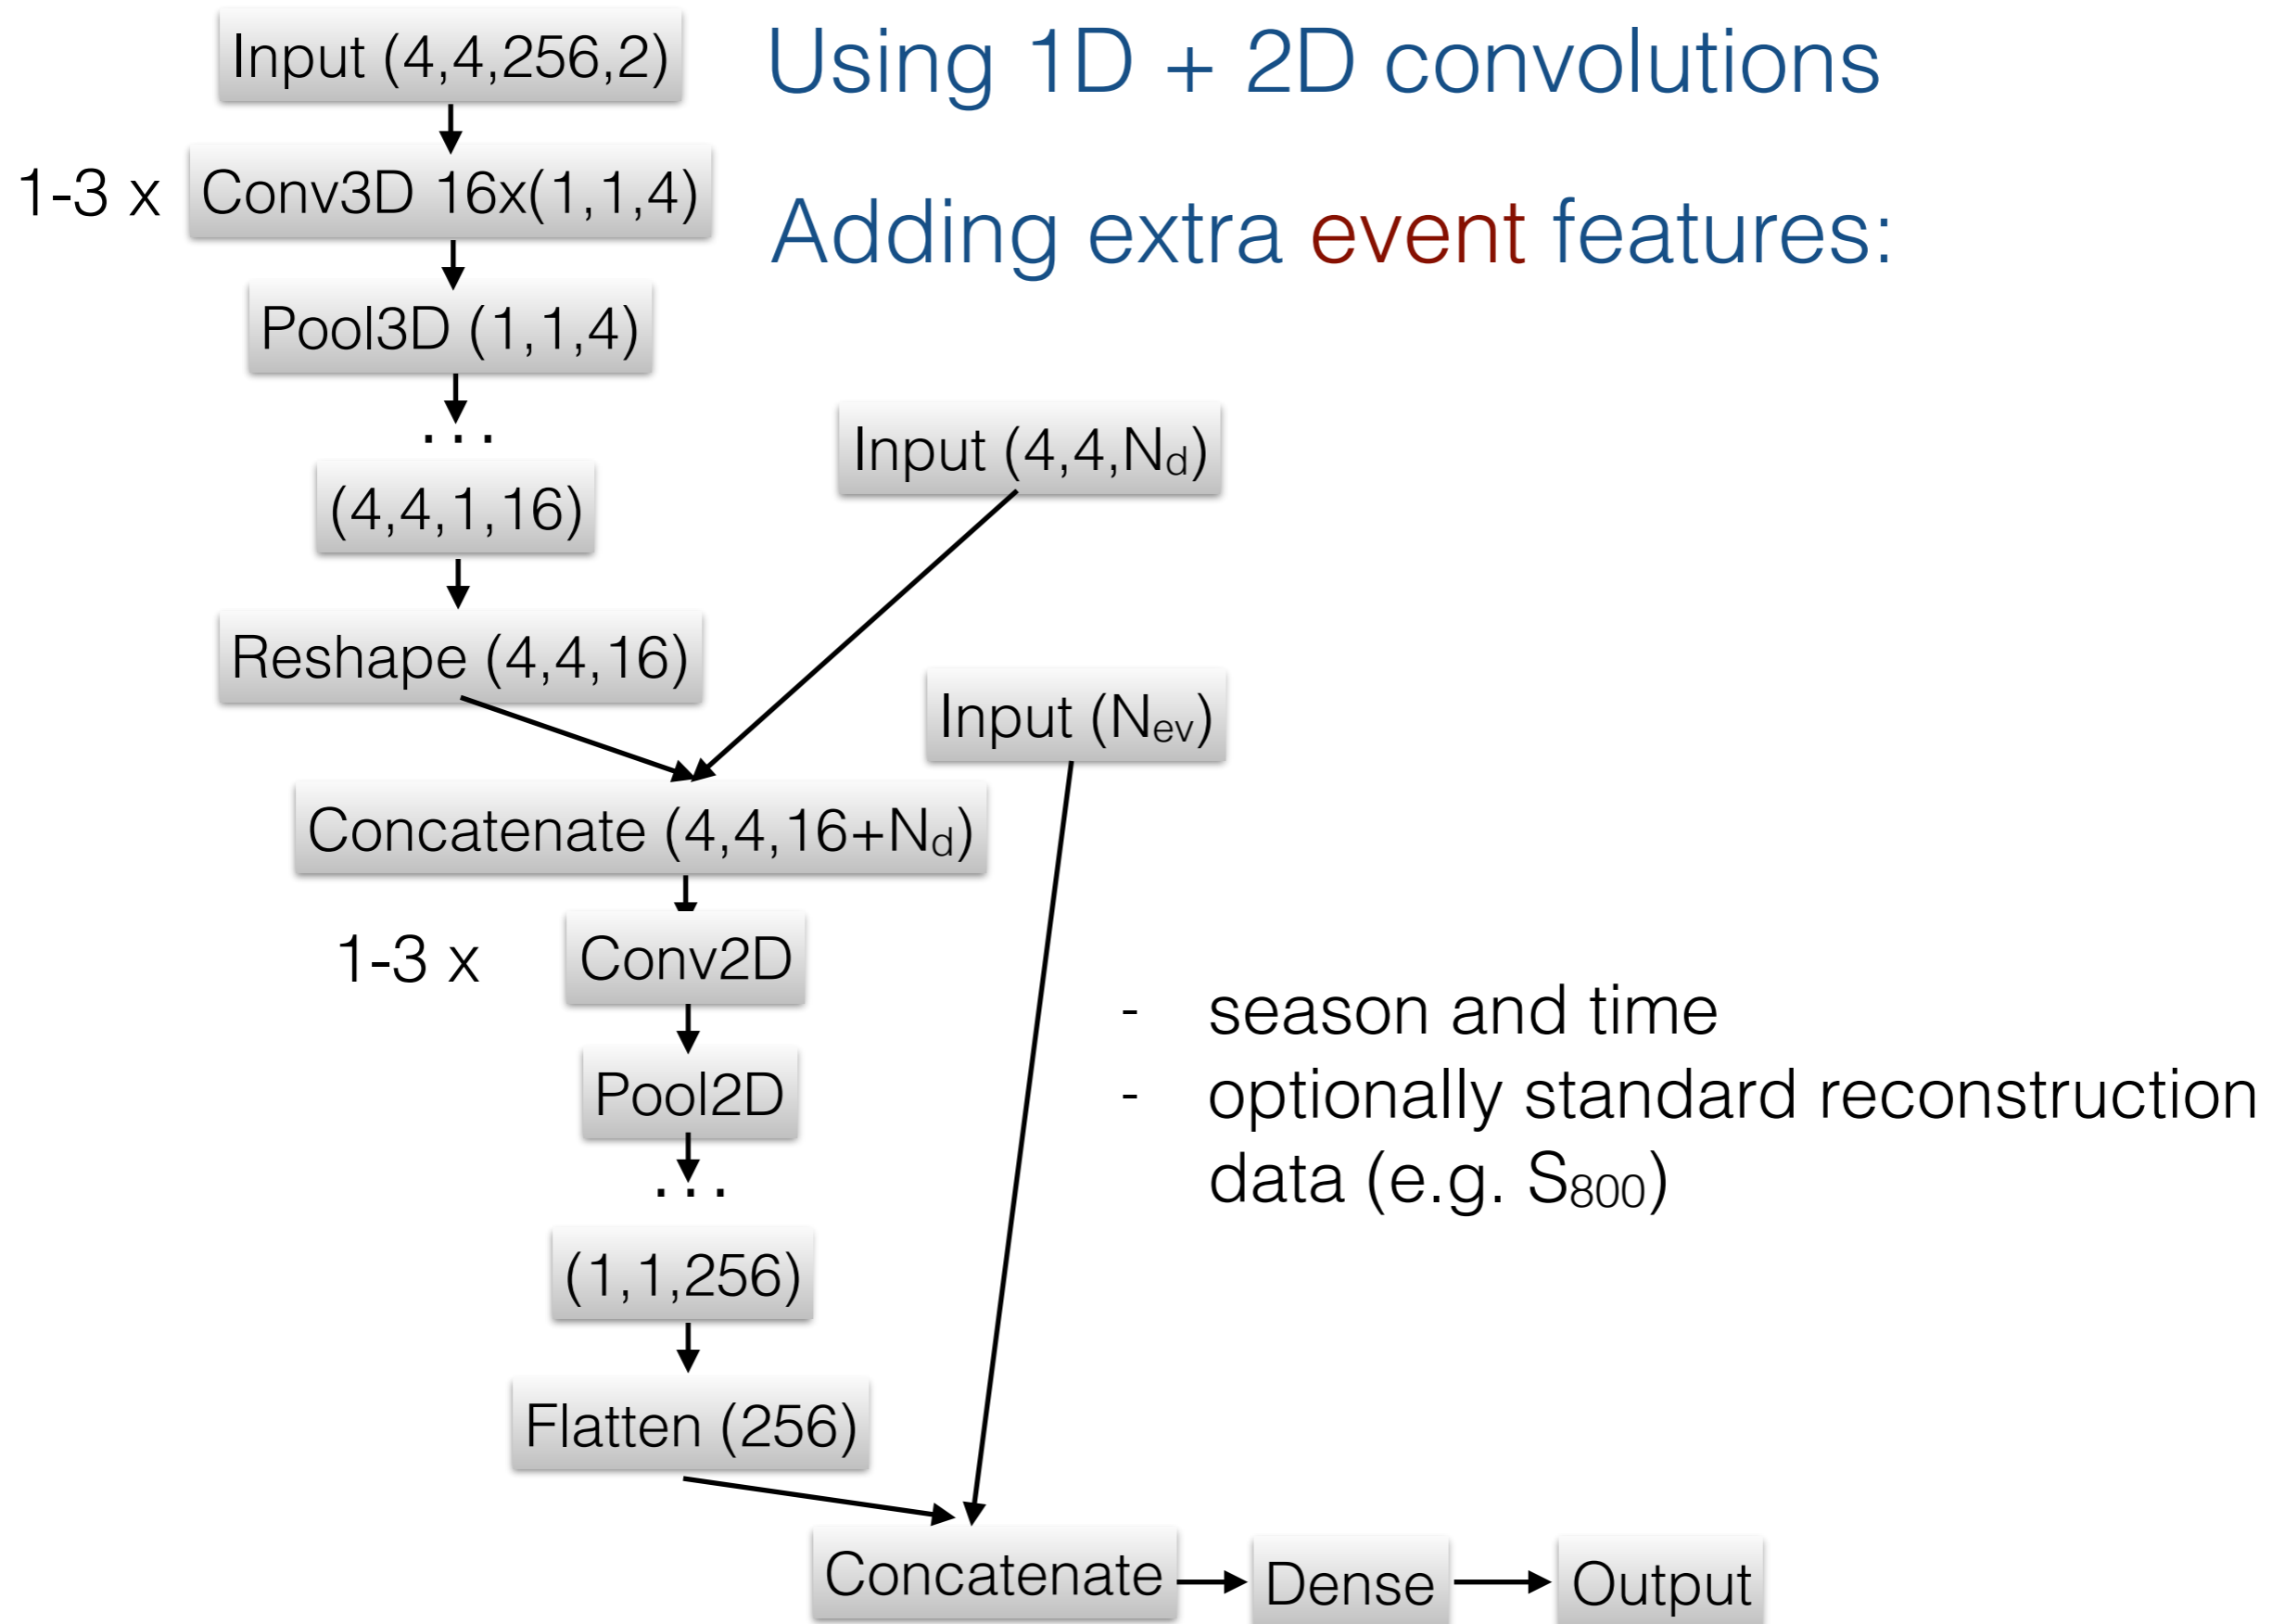 Using 1D + 2D convolutions
Adding extra event features:
Input (4,4,256,2)
1-3 x
Conv3D 16x(1,1,4)
Pool3D (1,1,4)
...
(4,4,1,16)
Reshape (4,4,16)
Input (4,4,Nd)
Input (Nev)
Concatenate (4,4,16+Nd)
1-3 x
Conv2D
Pool2D
...
(1,1,256)
Flatten (256)
- season and time
- optionally standard reconstruction
data (e.g. S800)
Concatenate
Dense
Output